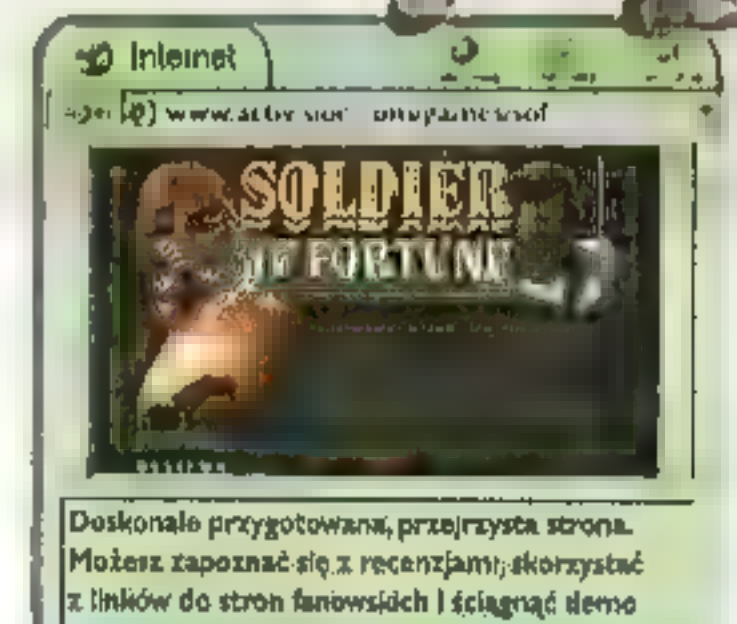 Internet
SOLDIER
OF FORTUNE
Doskonale przygotowana, przejrzysta strona.
Możesz zapoznać się z recenzjami, skorzystać
z linków do stron fanowskich i ściągnąć demo